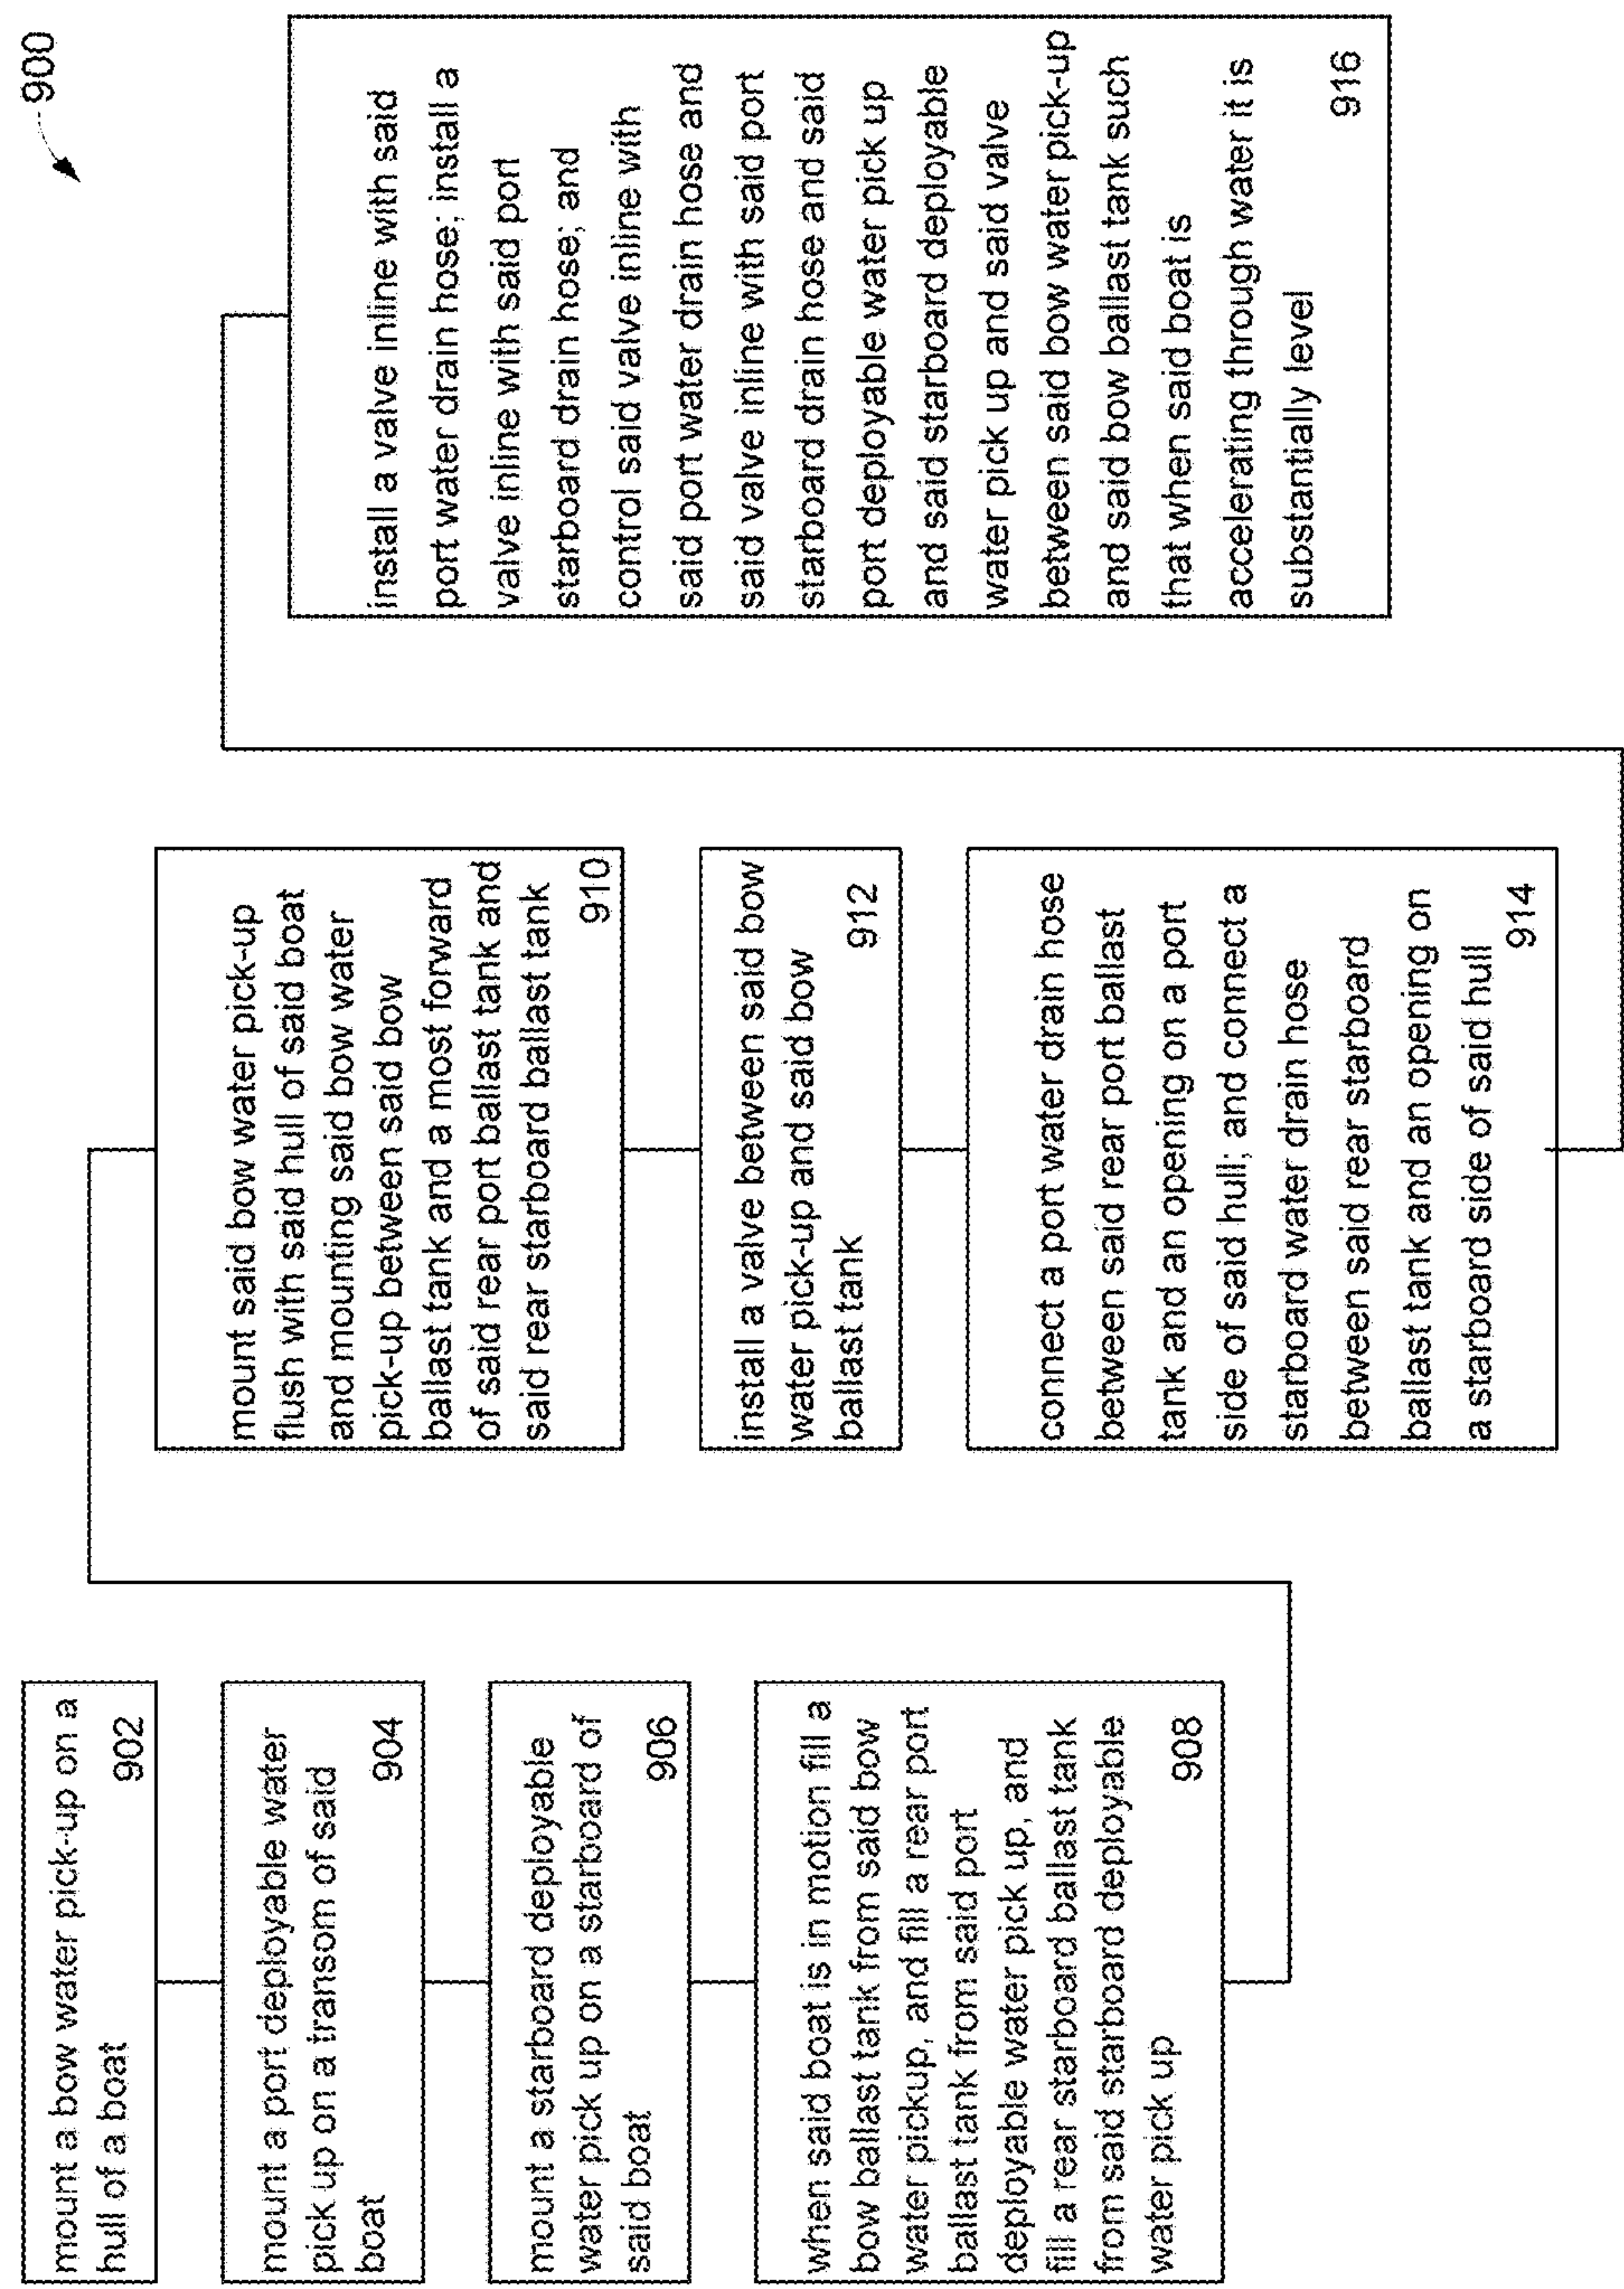 900
mount a bow water pick-up on a
hull of a boat
902
mount a port deployable water
pick up on a transom of said
boat
904
mount a starboard deployable
water pick up on a starboard of
said boat
906
when said boat is in motion fill a
bow ballast tank from said bow
water pickup, and fill a rear port
ballast tank from said port
deployable water pick up, and
fill a rear starboard ballast tank
from said starboard deployable
water pick up
908
mount said bow water pick-up
flush with said hull of said boat
and mounting said bow water
pick-up between said bow
ballast tank and a most forward
of said rear port ballast tank and
said rear starboard ballast tank
910
install a valve between said bow
water pick-up and said bow
ballast tank
912
connect a port water drain hose
between said rear port ballast
tank and an opening on a port
side of said hull; and connect a
starboard water drain hose
between said rear starboard
ballast tank and an opening on
a starboard side of said hull
914
install a valve inline with said
port water drain hose; install a
valve inline with said port
starboard drain hose; and
control said valve inline with
said port water drain hose and
said valve inline with said port
starboard drain hose and said
port deployable water pick up
and said starboard deployable
water pick up and said valve
between said bow water pick-up
and said bow ballast tank such
that when said boat is
accelerating through water it is
substantially level
916